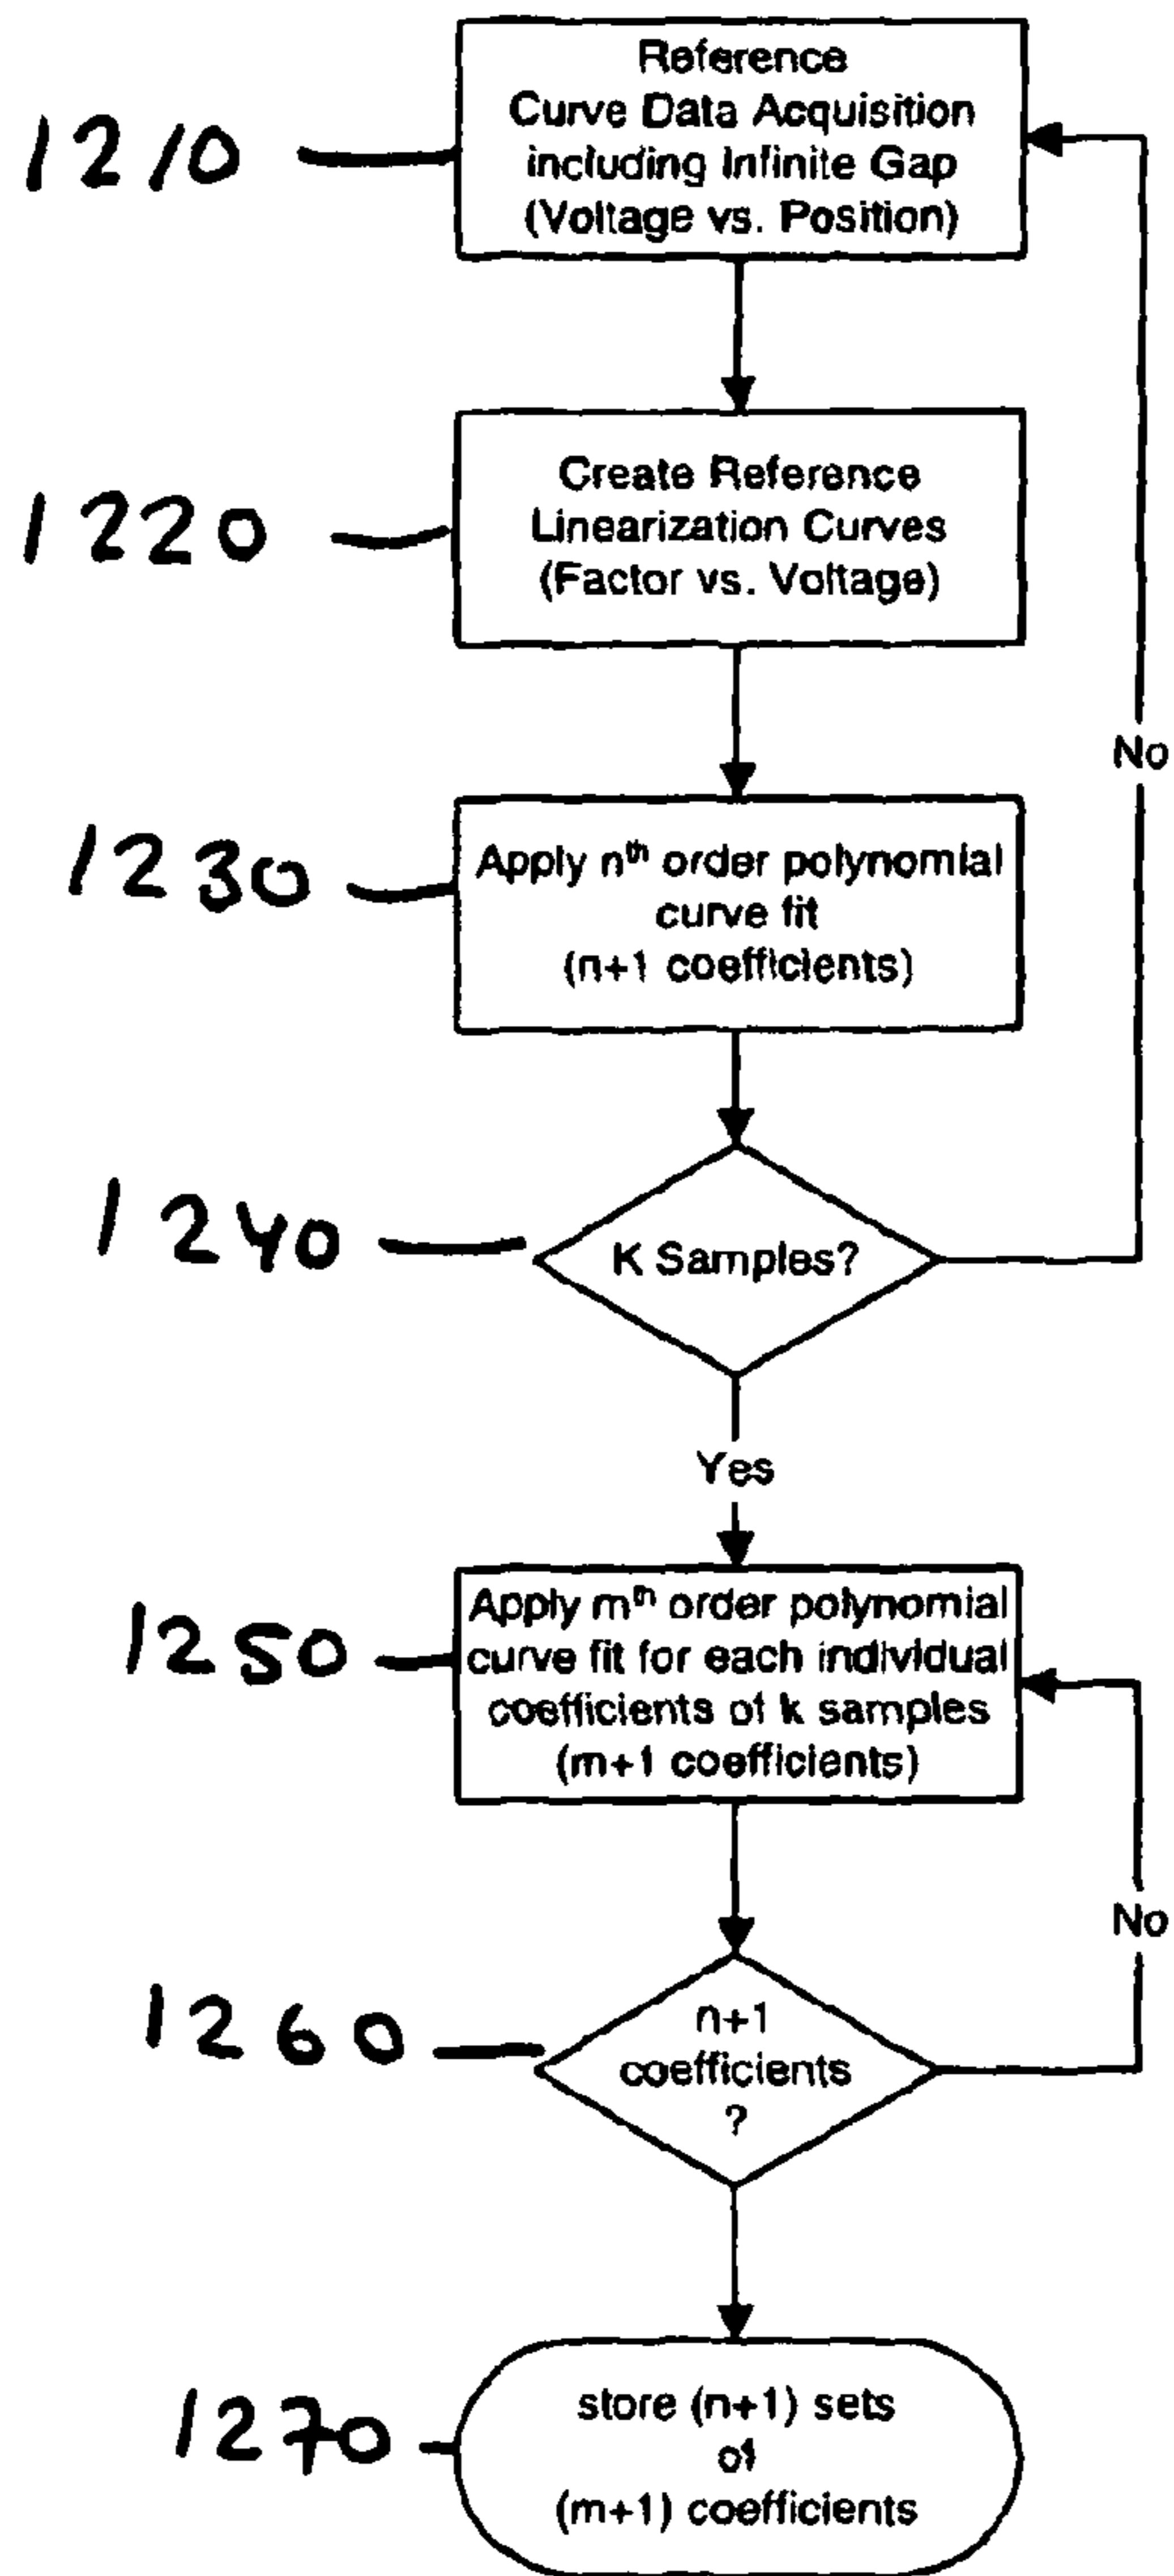 1210
Reference
Curve Data Acquisition
including Infinite Gap
(Voltage vs. Position)
1220
Create Reference
Linearization Curves
(Factor vs. Voltage)
No
1230
Apply nth order polynomial
curve fit
(n+1 coefficients)
1240
K Samples?
Yes
1250
Apply mth order polynomial
curve fit for each individual
coefficients of k samples
(m+1 coefficients)
No
1260
n+1
coefficients
?
1270
store (n+1) sets
of
(m+1) coefficients